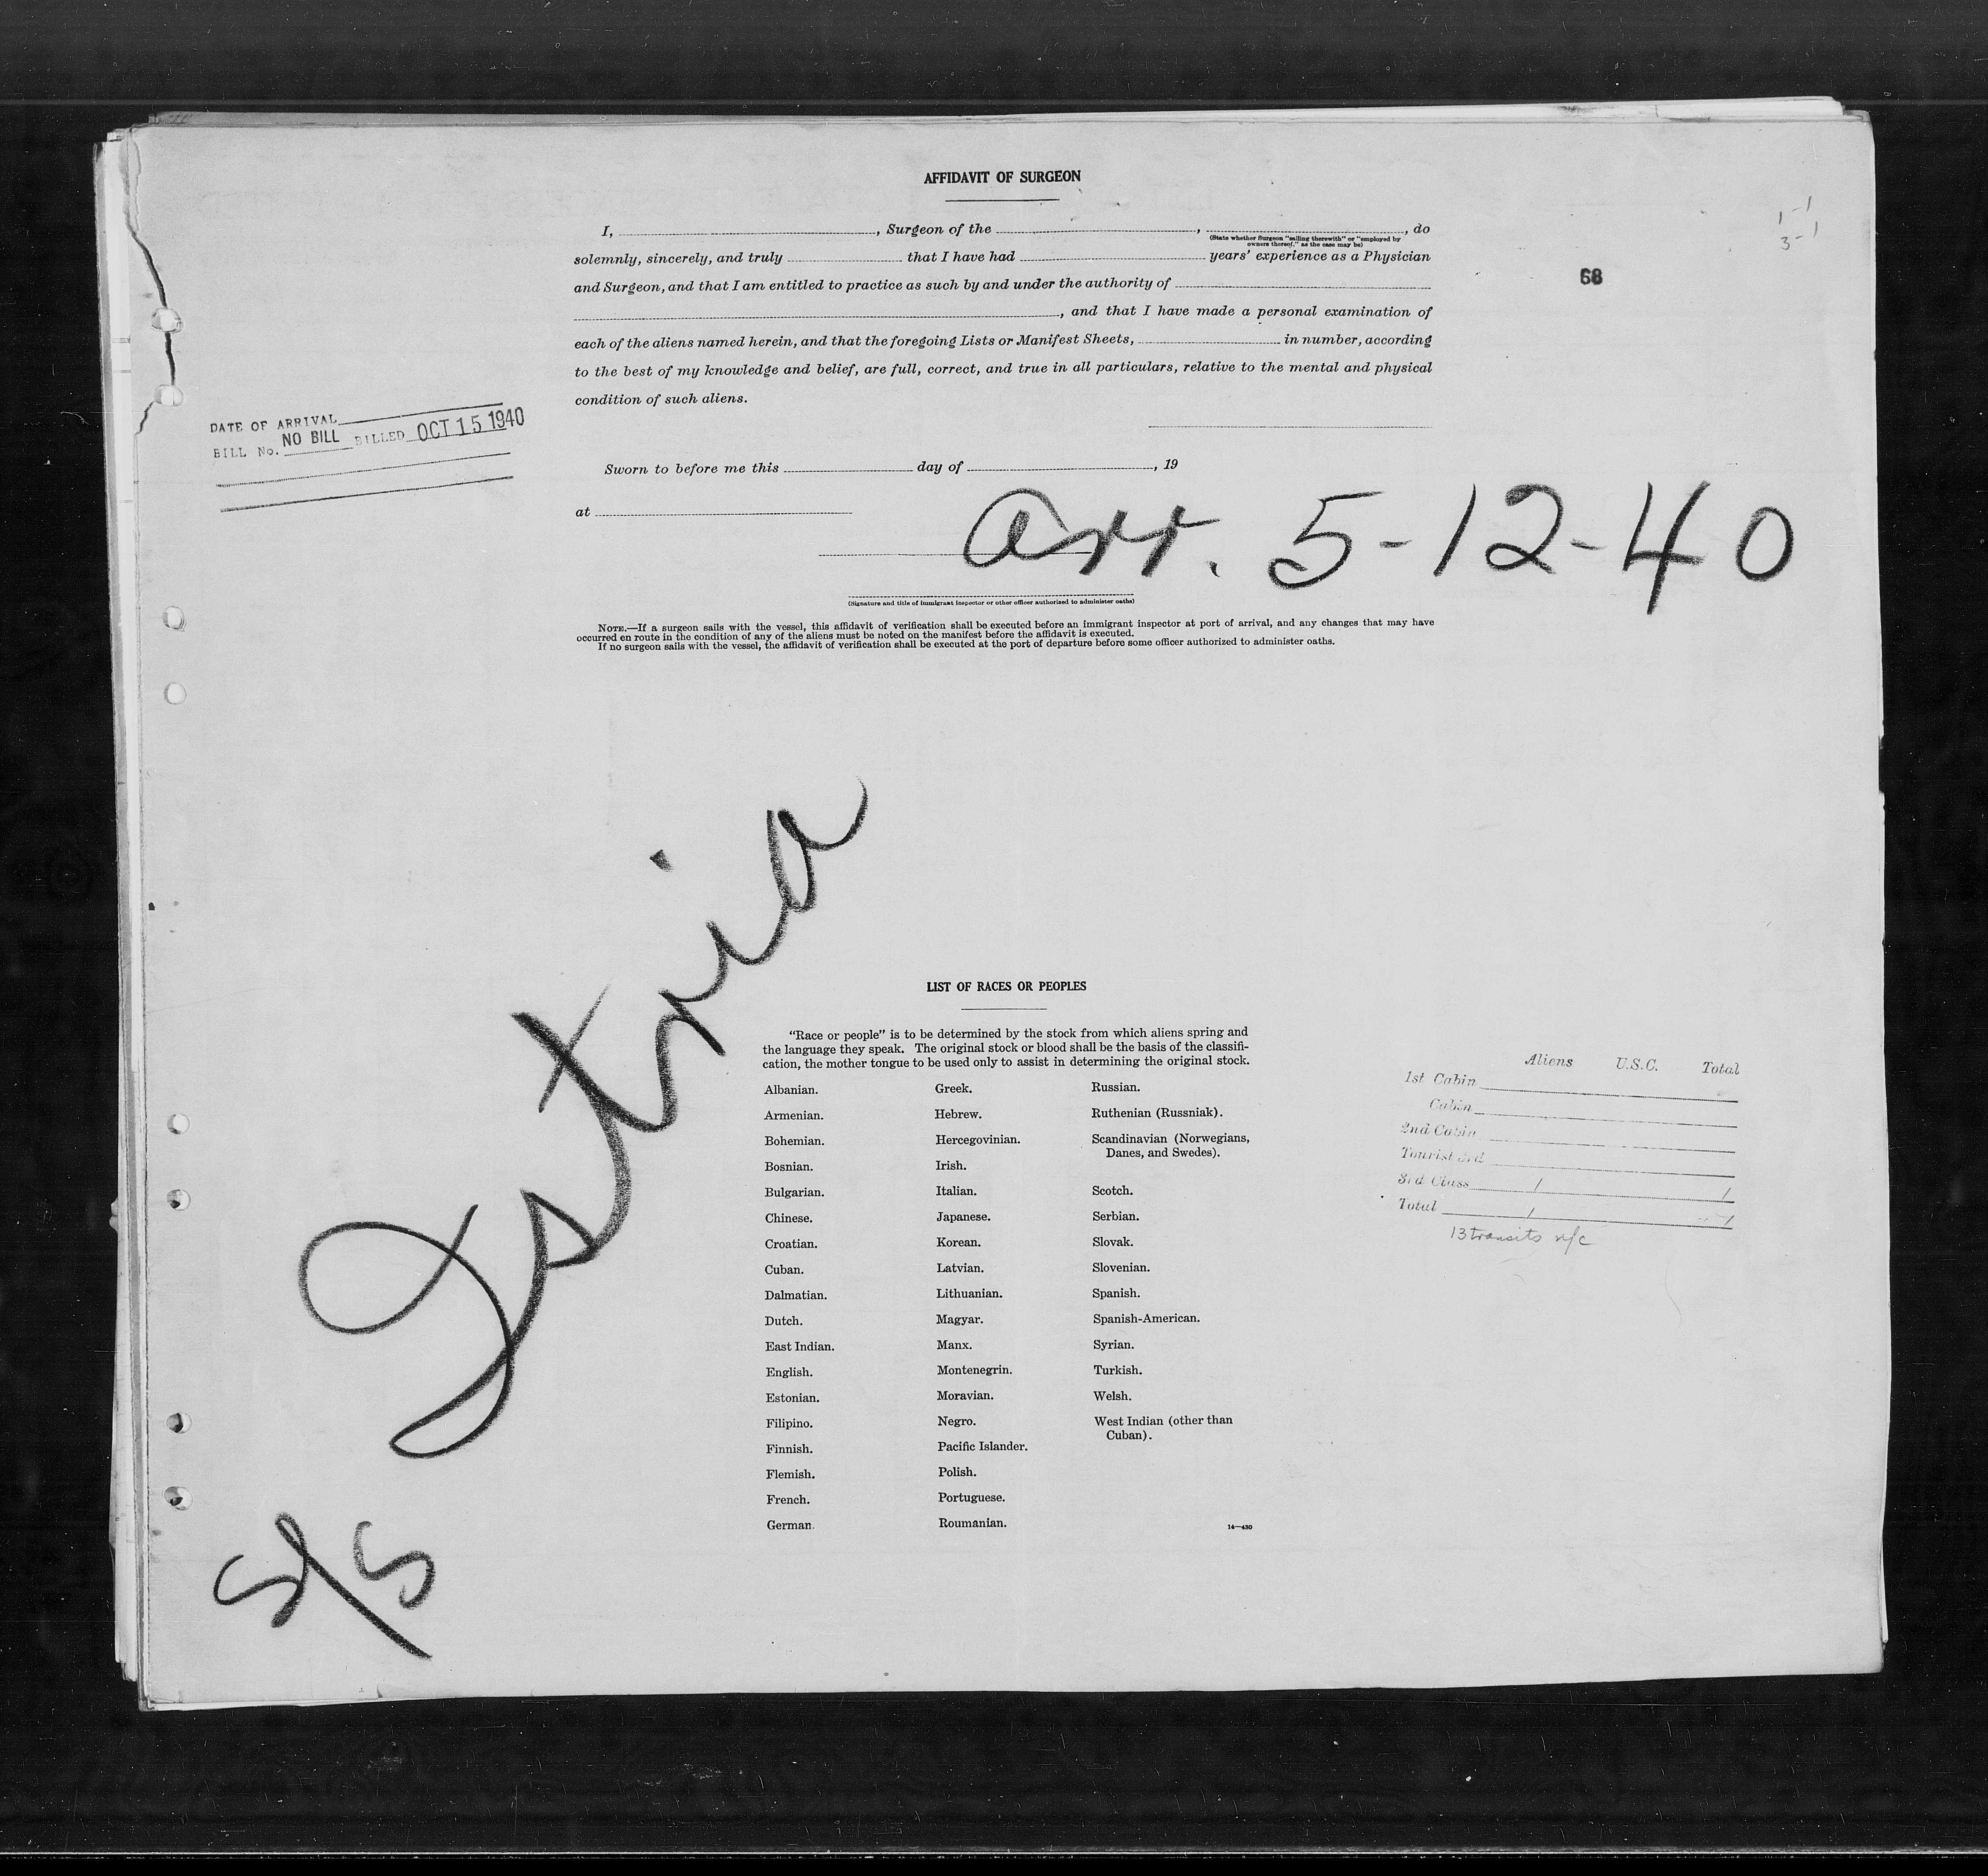 AFFIDAVIT OF SURGEON
1-1
3-1
68
I, , Surgeon of the , , do
(State whether Surgeon "sailing therewith" or "employed by
owners thereof," as the case may be)
solemnly, sincerely, and truly that I have had years' experience as a Physician
and Surgeon, and that I am entitled to practice as such by and under the authority of
, and that I have made a personal examination of
each of the aliens named herein, and that the foregoing Lists or Manifest Sheets, in number, according
to the best of my knowledge and belief, are full, correct, and true in all particulars, relative to the mental and physical
condition of such aliens.
DATE OF ARRIVAL
BILL No. NO BILL BILLED OCT 15 1940
Sworn to before me this day of , 19
at
arr. 5-12-40
(Signature and title of immigrant inspector or other officer authorized to administer oaths)
NOTE.—If a surgeon sails with the vessel, this affidavit of verification shall be executed before an immigrant inspector at port of arrival, and any changes that may have
occurred en route in the condition of any of the aliens must be noted on the manifest before the affidavit is executed.
If no surgeon sails with the vessel, the affidavit of verification shall be executed at the port of departure before some officer authorized to administer oaths.
S/S Istria
LIST OF RACES OR PEOPLES
"Race or people" is to be determined by the stock from which aliens spring and
the language they speak. The original stock or blood shall be the basis of the classifi-
cation, the mother tongue to be used only to assist in determining the original stock.
Albanian.
Armenian.
Bohemian.
Bosnian.
Bulgarian.
Chinese.
Croatian.
Cuban.
Dalmatian.
Dutch.
East Indian.
English.
Estonian.
Filipino.
Finnish.
Flemish.
French.
German.
Greek.
Hebrew.
Hercegovinian.
Irish.
Italian.
Japanese.
Korean.
Latvian.
Lithuanian.
Magyar.
Manx.
Montenegrin.
Moravian.
Negro.
Pacific Islander.
Polish.
Portuguese.
Roumanian.
Russian.
Ruthenian (Russniak).
Scandinavian (Norwegians,
Danes, and Swedes).
Scotch.
Serbian.
Slovak.
Slovenian.
Spanish.
Spanish-American.
Syrian.
Turkish.
Welsh.
West Indian (other than
Cuban).
14—430
Aliens U.S.C. Total
1st Cabin
Cabin
2nd Cabin
Tourist 3rd
3rd Class 1 1
Total 1 1
13 transits n/c